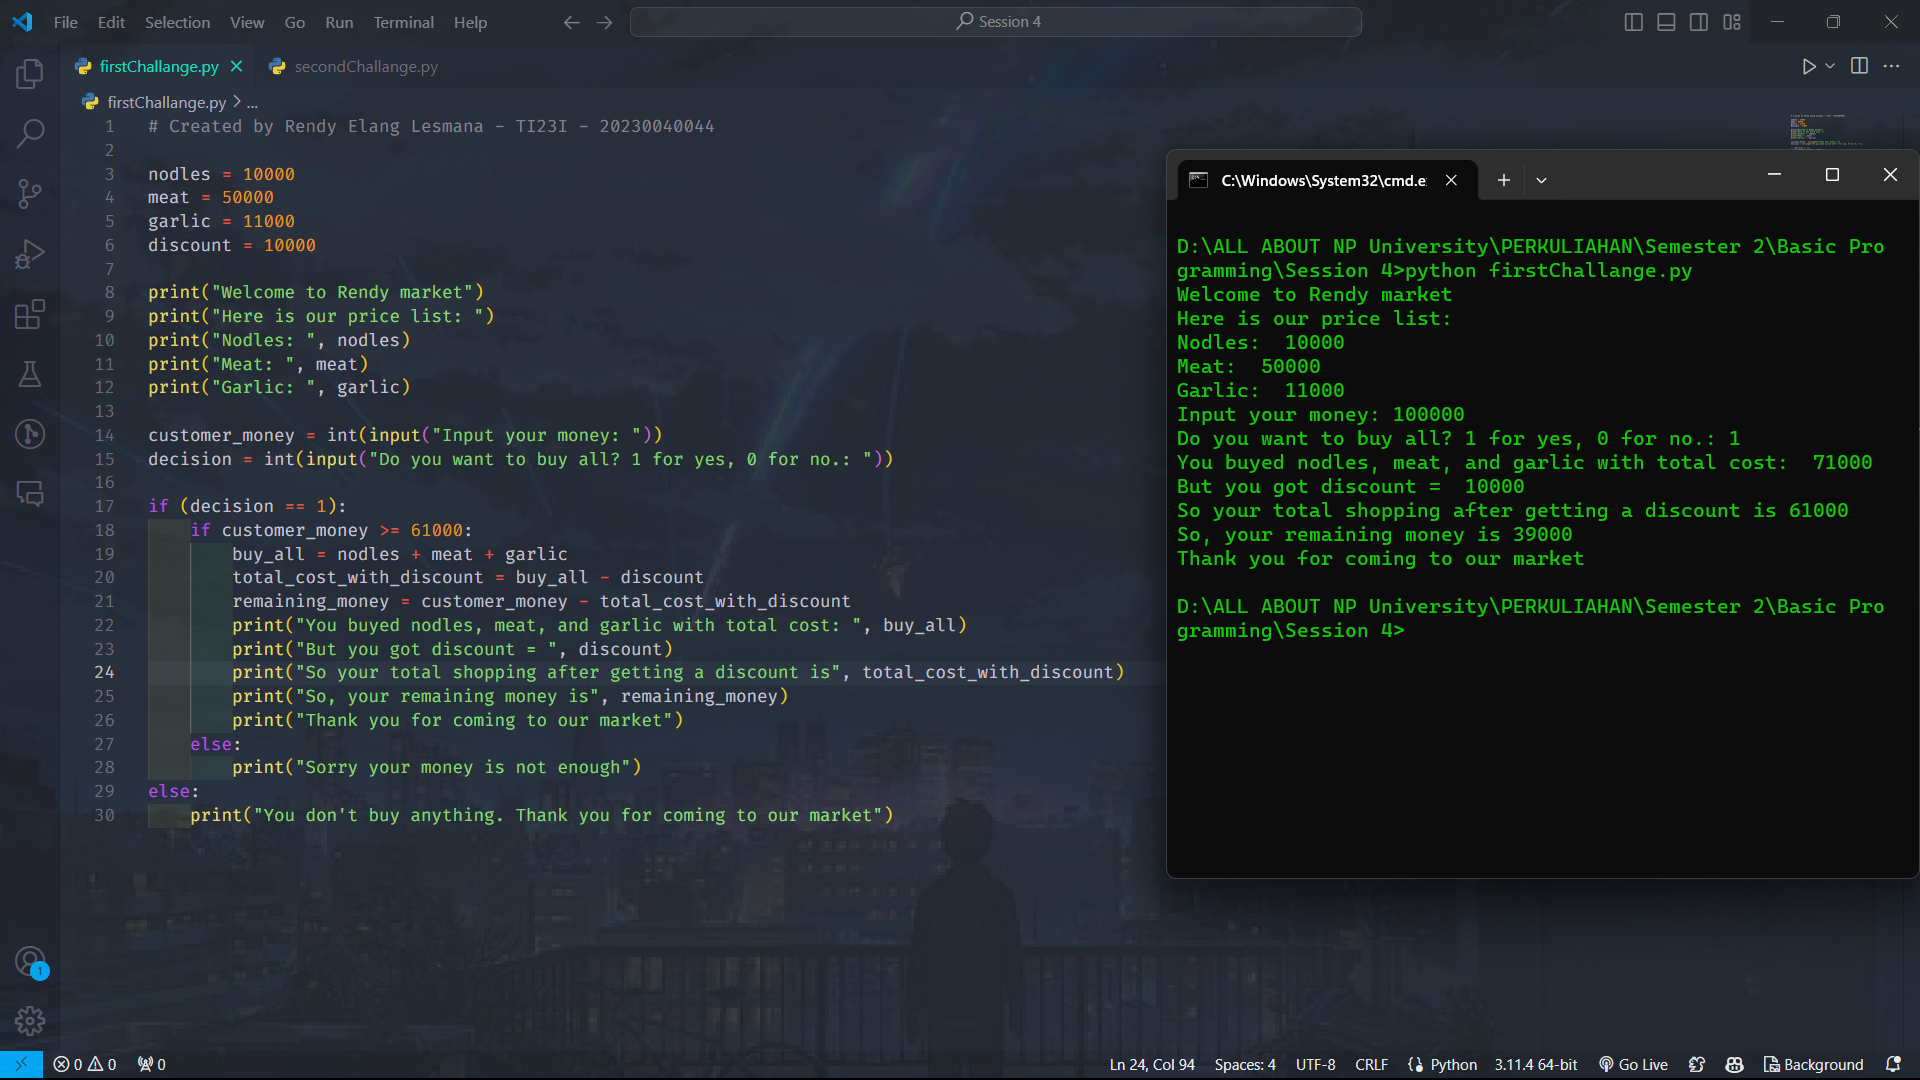 File Edit Selection View Go Run Terminal Help
Session 4
firstChallange.py
secondChallange.py
firstChallange.py > ...
1 # Created by Rendy Elang Lesmana - TI23I - 20230040044
2
3 nodles = 10000
4 meat = 50000
5 garlic = 11000
6 discount = 10000
7
8 print("Welcome to Rendy market")
9 print("Here is our price list: ")
10 print("Nodles: ", nodles)
11 print("Meat: ", meat)
12 print("Garlic: ", garlic)
13
14 customer_money = int(input("Input your money: "))
15 decision = int(input("Do you want to buy all? 1 for yes, 0 for no.: "))
16
17 if (decision == 1):
18     if customer_money >= 61000:
19         buy_all = nodles + meat + garlic
20         total_cost_with_discount = buy_all - discount
21         remaining_money = customer_money - total_cost_with_discount
22         print("You buyed nodles, meat, and garlic with total cost: ", buy_all)
23         print("But you got discount = ", discount)
24         print("So your total shopping after getting a discount is", total_cost_with_discount)
25         print("So, your remaining money is", remaining_money)
26         print("Thank you for coming to our market")
27     else:
28         print("Sorry your money is not enough")
29 else:
30     print("You don't buy anything. Thank you for coming to our market")
C:\Windows\System32\cmd.e
D:\ALL ABOUT NP University\PERKULIAHAN\Semester 2\Basic Pro
gramming\Session 4>python firstChallange.py
Welcome to Rendy market
Here is our price list:
Nodles:  10000
Meat:  50000
Garlic:  11000
Input your money: 100000
Do you want to buy all? 1 for yes, 0 for no.: 1
You buyed nodles, meat, and garlic with total cost:  71000
But you got discount =  10000
So your total shopping after getting a discount is 61000
So, your remaining money is 39000
Thank you for coming to our market
D:\ALL ABOUT NP University\PERKULIAHAN\Semester 2\Basic Pro
gramming\Session 4>
1
0 0 0
Ln 24, Col 94 Spaces: 4 UTF-8 CRLF Python 3.11.4 64-bit Go Live Background